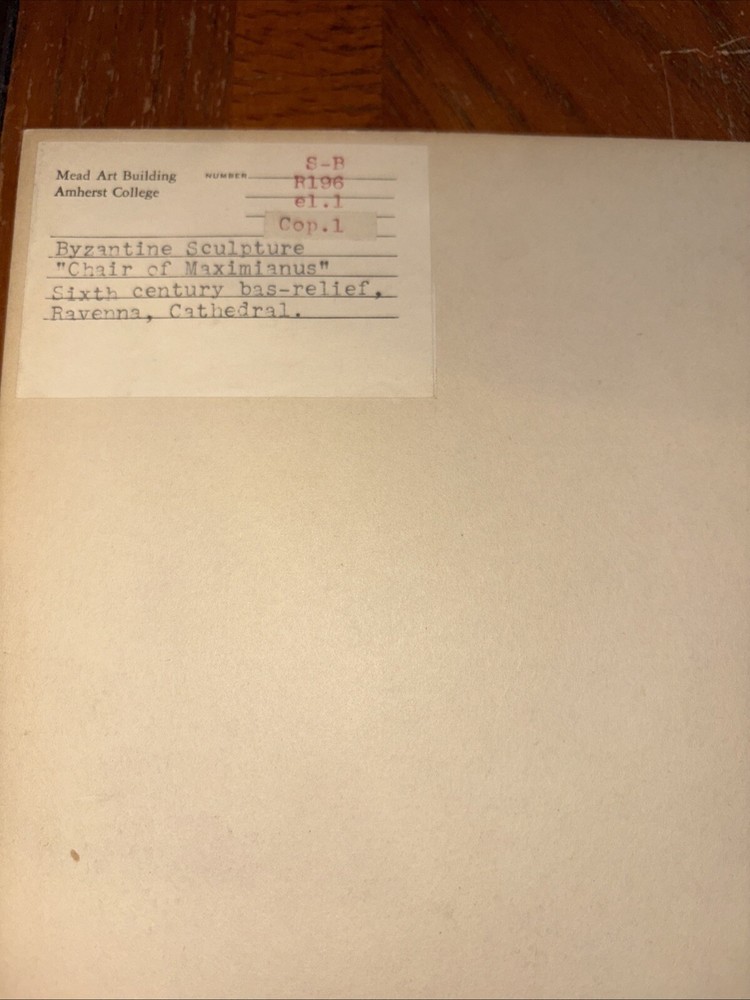 Mead Art Building
Amherst College
NUMBER
S-B
R196
el.1
Cop.1
Byzantine Sculpture
"Chair of Maximianus"
Sixth century bas-relief,
Ravenna, Cathedral.